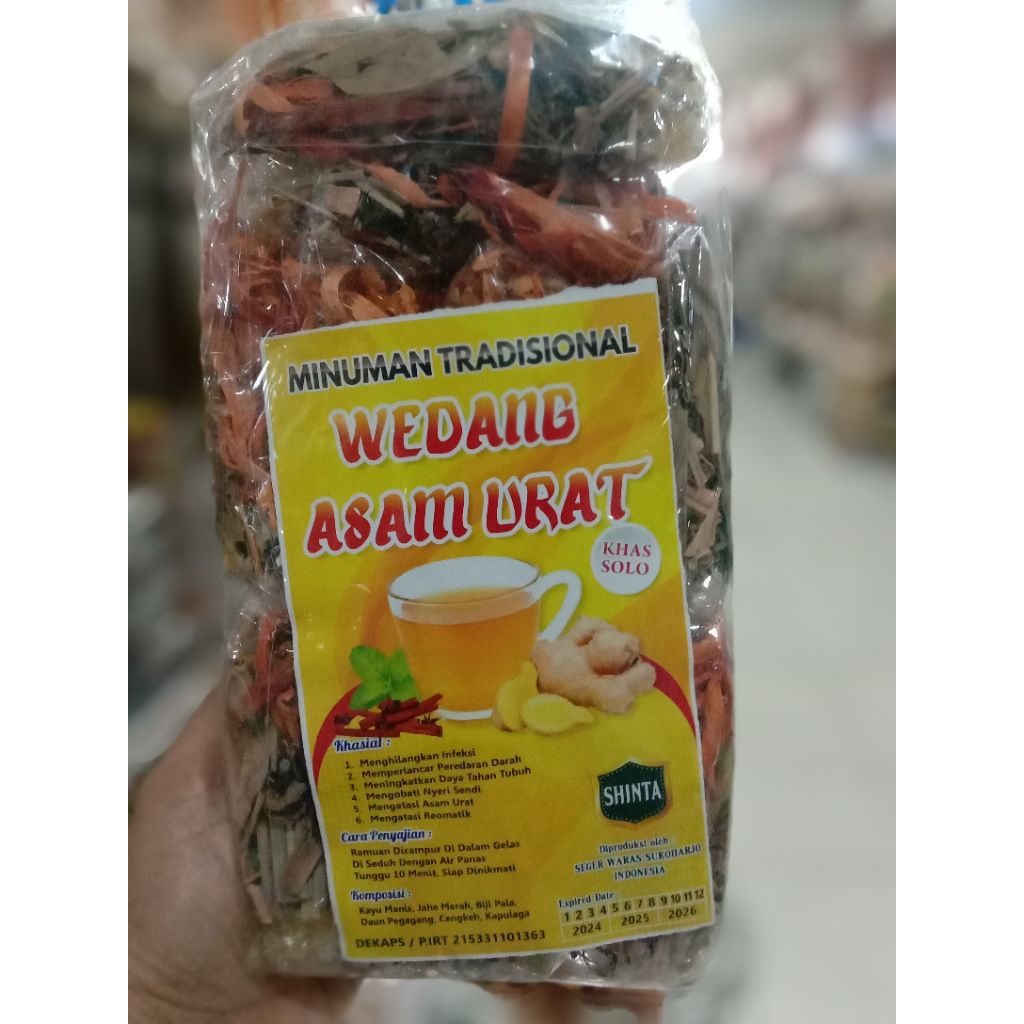 MINUMAN TRADISIONAL
WEDANG
ASAM URAT
KHAS
SOLO
Khasiat :
1. Menghilangkan Infeksi
2. Memperlancar Peredaran Darah
3. Meningkatkan Daya Tahan Tubuh
4. Mengobati Nyeri Sendi
5. Mengatasi Asam Urat
6. Mengatasi Reomatik
Cara Penyajian :
Ramuan Dicampur Di Dalam Gelas
Di Seduh Dengan Air Panas
Tunggu 10 Menit, Siap Dinikmati
Komposisi :
Kayu Manis, Jahe Merah, Biji Pala,
Daun Pegagang, Cengkeh, Kapulaga
DEKAPS / P.IRT 215331101363
SHINTA
Diproduksi oleh :
SEGER WARAS SUKOHARJO
INDONESIA
Expired Date :
1 2 3 4 5 6 7 8 9 10 11 12
2024 2025 2026